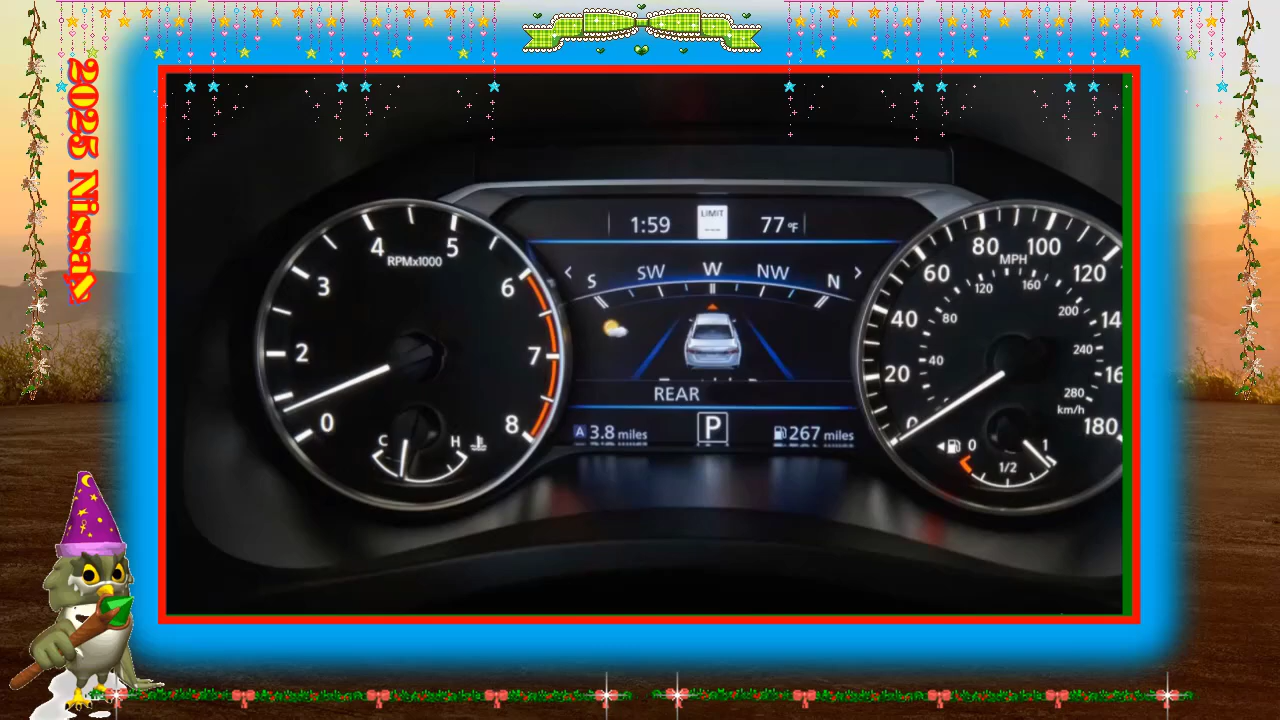 2025 Nissan
1:59
LIMIT
77°F
S SW W NW N
REAR
A 3.8 miles
P
267 miles
0 2 3 4 5 6 7 8
RPMx1000
C H
0 20 40 60 80 100 120 14 16 180
MPH
40 80 120 160 200 240 280
km/h
0 1/2 1